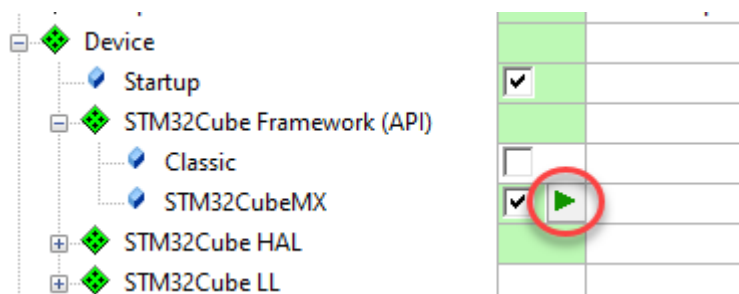 Device
Startup
STM32Cube Framework (API)
Classic
STM32CubeMX
STM32Cube HAL
STM32Cube LL